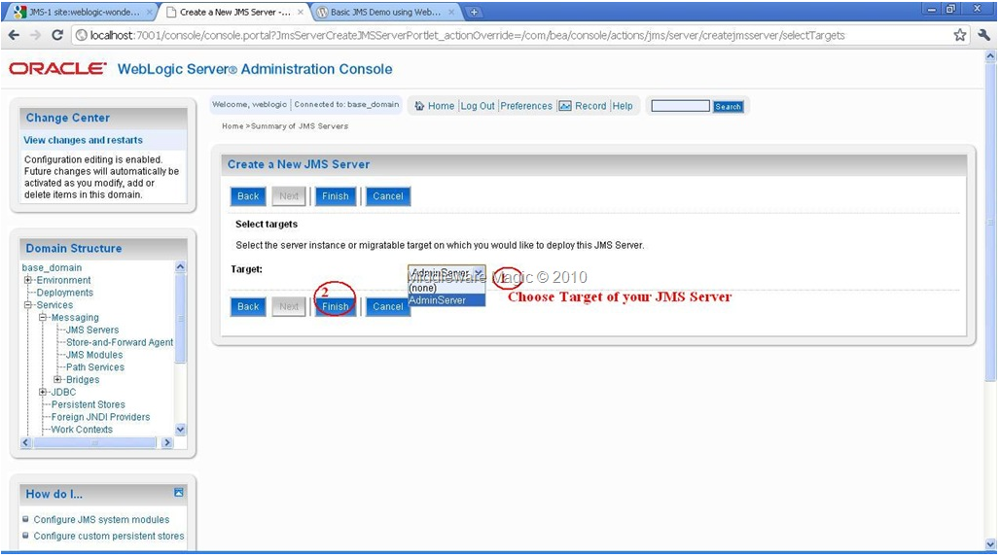 JMS-1 site:weblogic-wonde...
Create a New JMS Server - ...
Basic JMS Demo using Web...
localhost:7001/console/console.portal?JmsServerCreateJMSServerPortlet_actionOverride=/com/bea/console/actions/jms/server/createjmsserver/selectTargets
ORACLE WebLogic Server® Administration Console
Change Center
View changes and restarts
Configuration editing is enabled.
Future changes will automatically be
activated as you modify, add or
delete items in this domain.
Domain Structure
base_domain
Environment
Deployments
Services
Messaging
JMS Servers
Store-and-Forward Agent
JMS Modules
Path Services
Bridges
JDBC
Persistent Stores
Foreign JNDI Providers
Work Contexts
How do I...
Configure JMS system modules
Configure custom persistent stores
Welcome, weblogic Connected to: base_domain
Home Log Out Preferences Record Help Search
Home >Summary of JMS Servers
Create a New JMS Server
Back Next Finish Cancel
Select targets
Select the server instance or migratable target on which you would like to deploy this JMS Server.
Target: AdminServer
Middleware Magic © 2010
1
(none)
AdminServer
Choose Target of your JMS Server
2
Back Next Finish Cancel